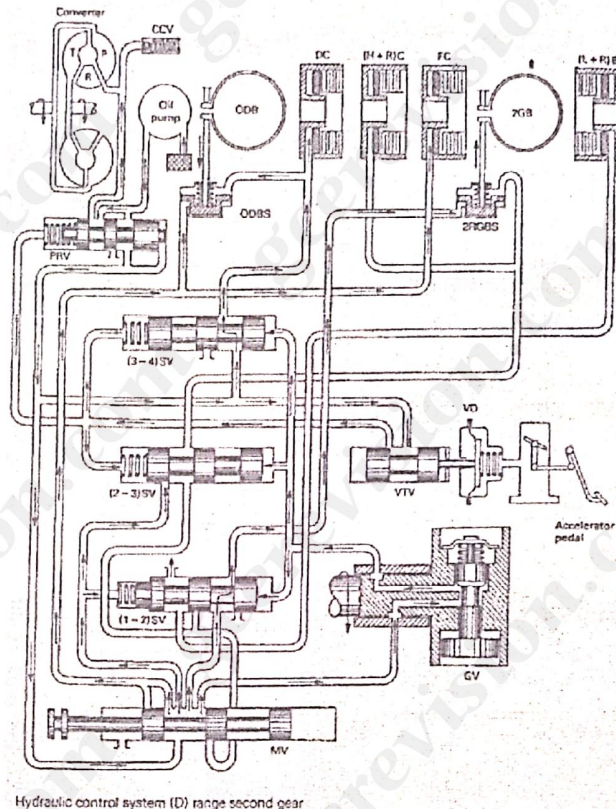 Converter
CCV
DC
(H + R)C
FC
(L + R)B
T
P
R
Oil pump
ODB
2GB
ODBS
2RGBS
PRV
(3 – 4)SV
(2 – 3)SV
VTV
VD
Accelerator
pedal
(1 – 2)SV
GV
MV
Hydraulic control system (D) range second gear